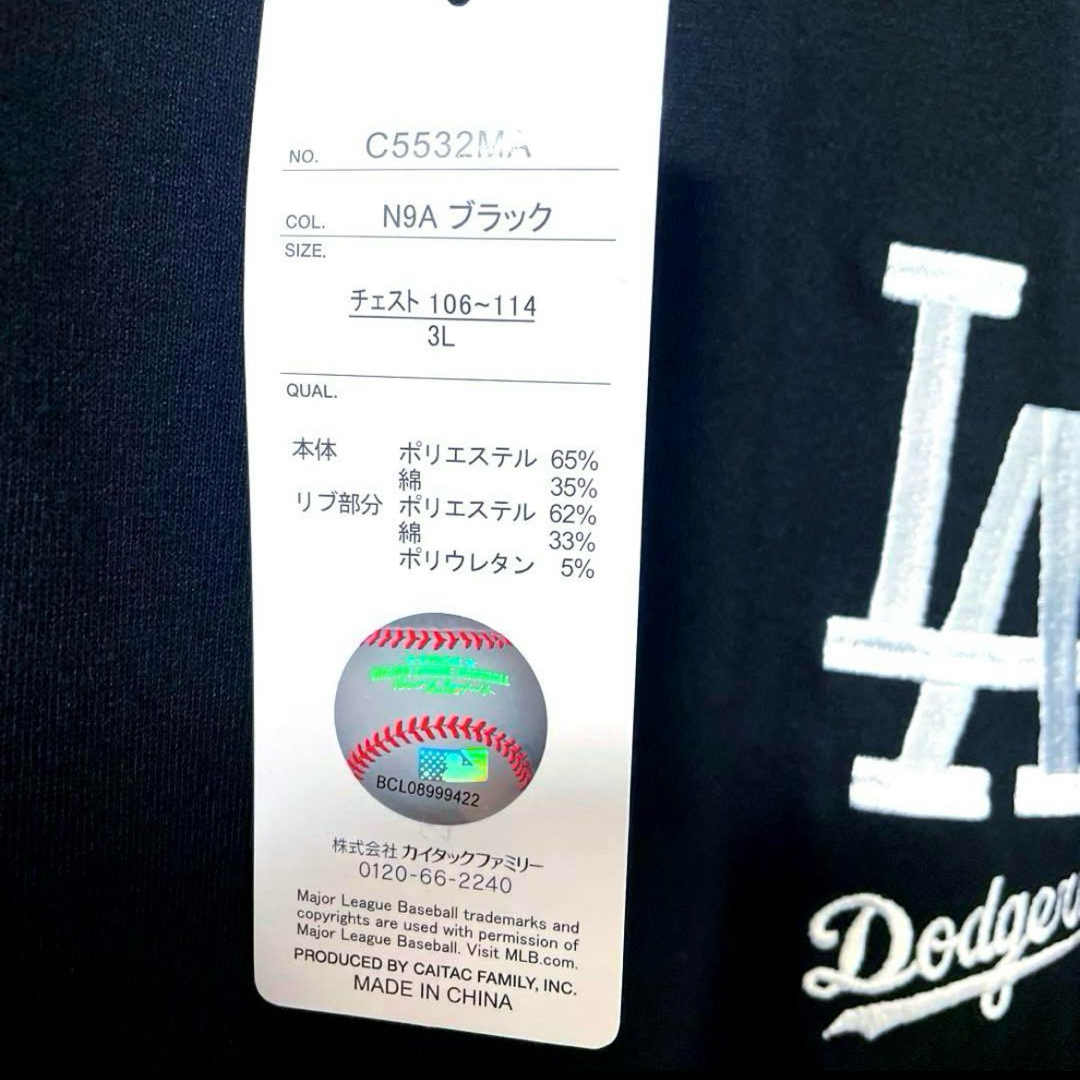 NO. C5532MA
COL. N9A ブラック
SIZE.
チェスト 106~114
3L
QUAL.
本体 ポリエステル 65%
綿 35%
リブ部分 ポリエステル 62%
綿 33%
ポリウレタン 5%
BCL08999422
株式会社 カイタックファミリー
0120-66-2240
Major League Baseball trademarks and
copyrights are used with permission of
Major League Baseball. Visit MLB.com.
PRODUCED BY CAITAC FAMILY, INC.
MADE IN CHINA
LA
Dodgers